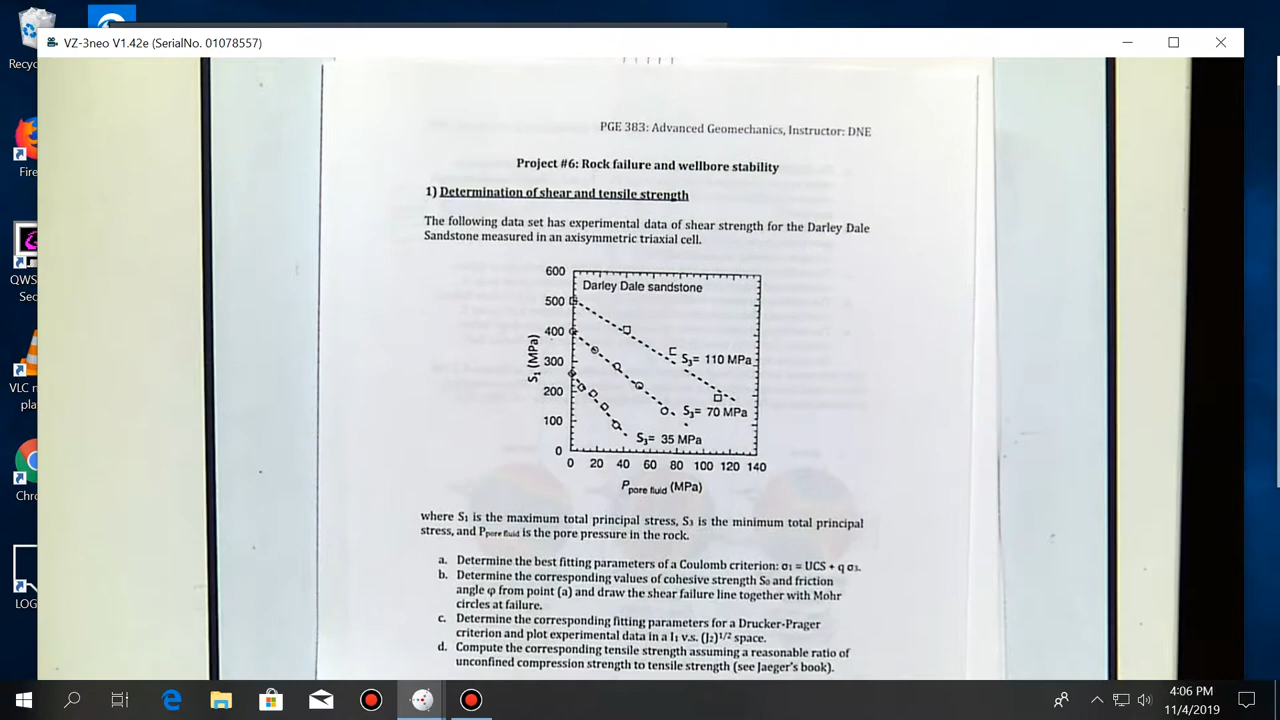 Recyc
Fire
QWS
Sec
VLC m
pla
Chro
LOG
VZ-3neo V1.42e (SerialNo. 01078557)
PGE 383: Advanced Geomechanics, Instructor: DNE
Project #6: Rock failure and wellbore stability
1) Determination of shear and tensile strength
The following data set has experimental data of shear strength for the Darley Dale
Sandstone measured in an axisymmetric triaxial cell.
600
500
400
300
200
100
0
S₁ (MPa)
Darley Dale sandstone
S₃= 110 MPa
S₃= 70 MPa
S₃= 35 MPa
0 20 40 60 80 100 120 140
Ppore fluid (MPa)
where S₁ is the maximum total principal stress, S₃ is the minimum total principal
stress, and Ppore fluid is the pore pressure in the rock.
a. Determine the best fitting parameters of a Coulomb criterion: σ₁ = UCS + q σ₃.
b. Determine the corresponding values of cohesive strength S₀ and friction
angle φ from point (a) and draw the shear failure line together with Mohr
circles at failure.
c. Determine the corresponding fitting parameters for a Drucker-Prager
criterion and plot experimental data in a I₁ v.s. (J₂)^1/2 space.
d. Compute the corresponding tensile strength assuming a reasonable ratio of
unconfined compression strength to tensile strength (see Jaeger's book).
4:06 PM
11/4/2019